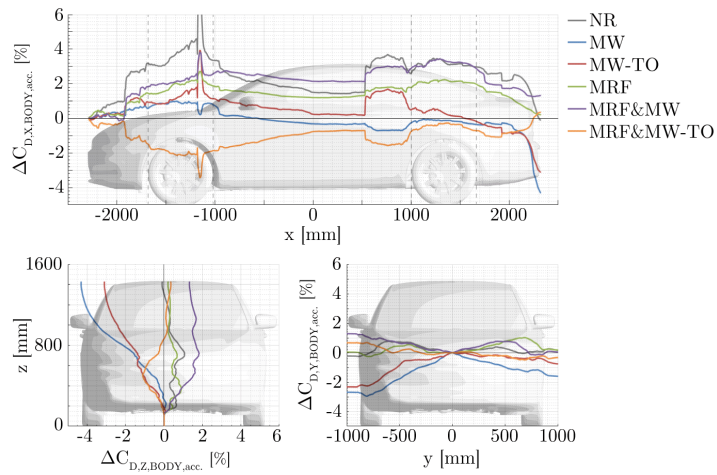 ΔC_D,X,BODY,acc. [%]
6
4
2
0
-2
-4
-2000
-1000
0
1000
2000
x [mm]
NR
MW
MW-TO
MRF
MRF&MW
MRF&MW-TO
z [mm]
1600
800
0
-4
-2
0
2
4
6
ΔC_D,Z,BODY,acc. [%]
ΔC_D,Y,BODY,acc. [%]
6
4
2
0
-2
-4
-1000
-500
0
500
1000
y [mm]